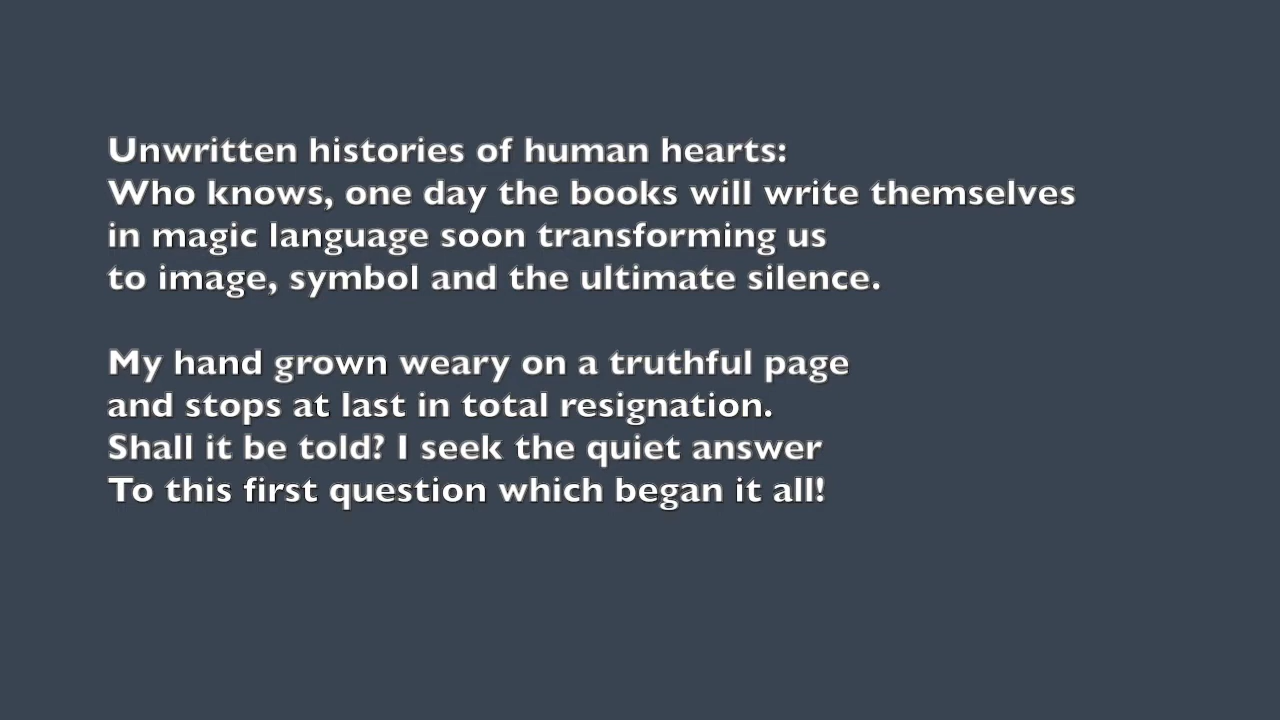 Unwritten histories of human hearts:
Who knows, one day the books will write themselves
in magic language soon transforming us
to image, symbol and the ultimate silence.
My hand grown weary on a truthful page
and stops at last in total resignation.
Shall it be told? I seek the quiet answer
To this first question which began it all!